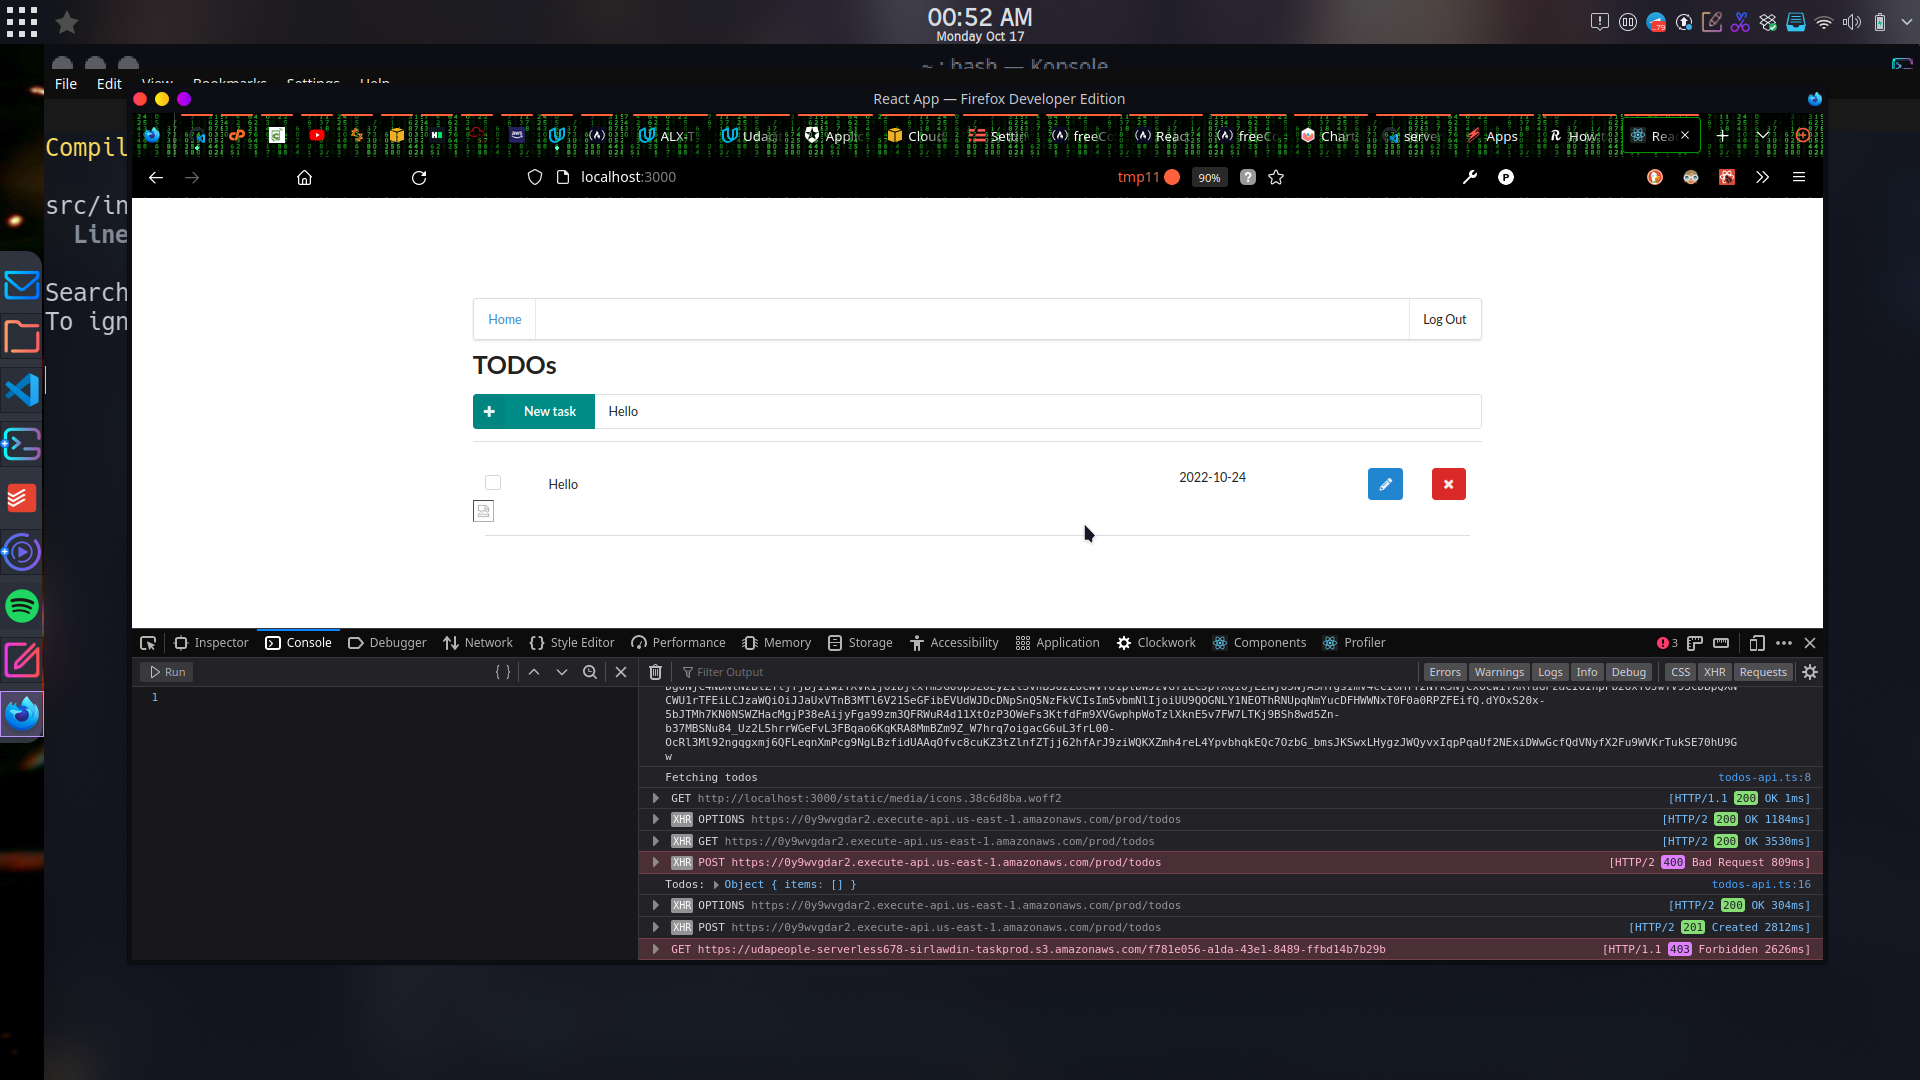 00:52 AM
Monday Oct 17
79
~ : bash — Konsole
File Edit View Bookmarks Settings Help
React App — Firefox Developer Edition
ALX-T
Uda
Appli
Clou
Setti
freeC
React
freeC
Chart
serve
Apps
How
Rea
localhost:3000
tmp11
90%
Compil
src/in
Line
Search
To ign
Home
Log Out
TODOs
New task
Hello
Hello
2022-10-24
Inspector
Console
Debugger
Network
Style Editor
Performance
Memory
Storage
Accessibility
Application
Clockwork
Components
Profiler
3
Run
Filter Output
Errors Warnings Logs Info Debug CSS XHR Requests
1
w
Fetching todos todos-api.ts:8
GET http://localhost:3000/static/media/icons.38c6d8ba.woff2 [HTTP/1.1 200 OK 1ms]
XHR OPTIONS https://0y9wvgdar2.execute-api.us-east-1.amazonaws.com/prod/todos [HTTP/2 200 OK 1184ms]
XHR GET https://0y9wvgdar2.execute-api.us-east-1.amazonaws.com/prod/todos [HTTP/2 200 OK 3530ms]
XHR POST https://0y9wvgdar2.execute-api.us-east-1.amazonaws.com/prod/todos [HTTP/2 400 Bad Request 809ms]
Todos: Object { items: [] } todos-api.ts:16
XHR OPTIONS https://0y9wvgdar2.execute-api.us-east-1.amazonaws.com/prod/todos [HTTP/2 200 OK 304ms]
XHR POST https://0y9wvgdar2.execute-api.us-east-1.amazonaws.com/prod/todos [HTTP/2 201 Created 2812ms]
GET https://udapeople-serverless678-sirlawdin-taskprod.s3.amazonaws.com/f781e056-a1da-43e1-8489-ffbd14b7b29b [HTTP/1.1 403 Forbidden 2626ms]